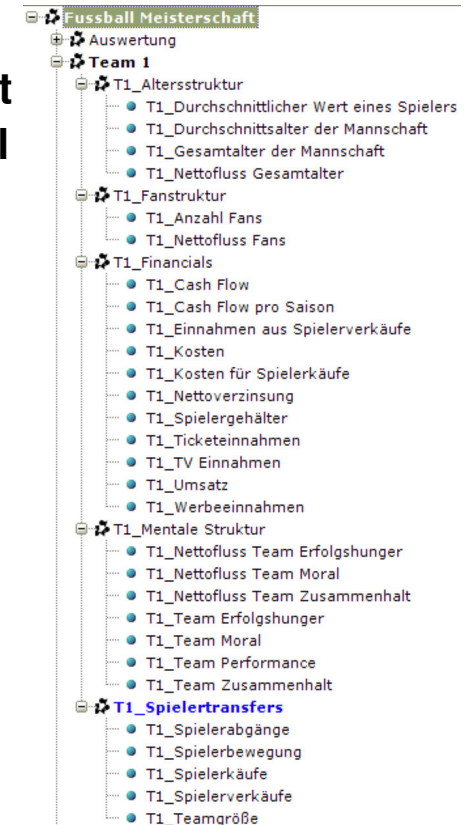 Fussball Meisterschaft
Auswertung
Team 1
T1_Altersstruktur
T1_Durchschnittlicher Wert eines Spielers
T1_Durchschnittsalter der Mannschaft
T1_Gesamtalter der Mannschaft
T1_Nettofluss Gesamtalter
T1_Fanstruktur
T1_Anzahl Fans
T1_Nettofluss Fans
T1_Financials
T1_Cash Flow
T1_Cash Flow pro Saison
T1_Einnahmen aus Spielerverkäufe
T1_Kosten
T1_Kosten für Spielerkäufe
T1_Nettoverzinsung
T1_Spielergehälter
T1_Ticketeinnahmen
T1_TV Einnahmen
T1_Umsatz
T1_Werbeeinnahmen
T1_Mentale Struktur
T1_Nettofluss Team Erfolgshunger
T1_Nettofluss Team Moral
T1_Nettofluss Team Zusammenhalt
T1_Team Erfolgshunger
T1_Team Moral
T1_Team Performance
T1_Team Zusammenhalt
T1_Spielertransfers
T1_Spielerabgänge
T1_Spielerbewegung
T1_Spielerkäufe
T1_Spielerverkäufe
T1_Teamgröße